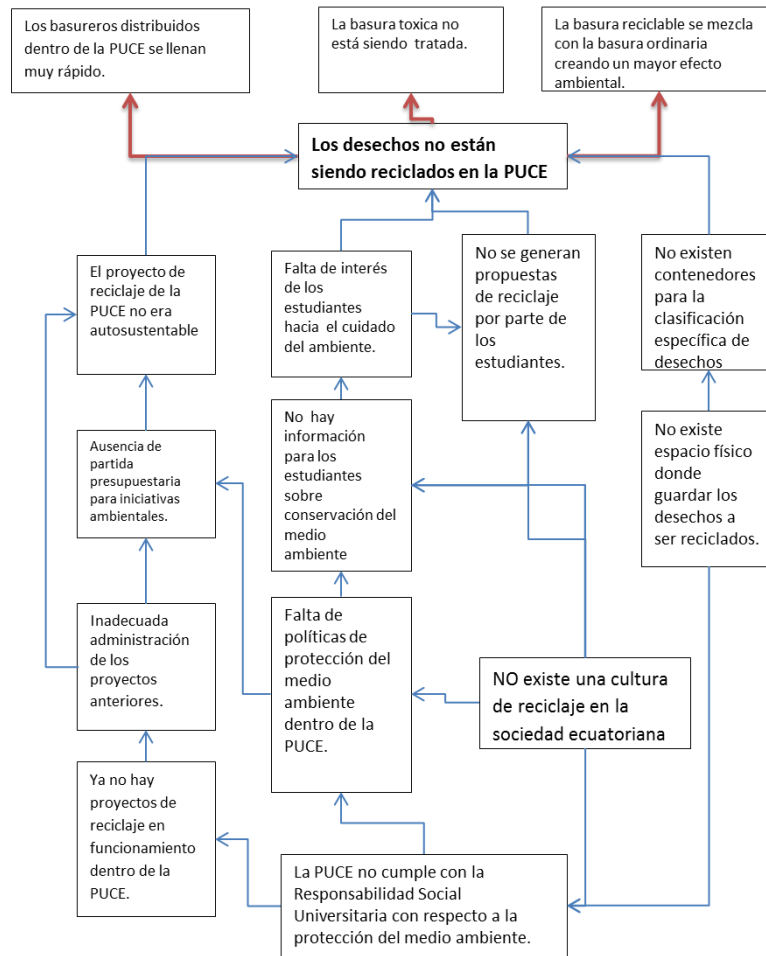 Los basureros distribuidos
dentro de la PUCE se llenan
muy rápido.
La basura toxica no
está siendo tratada.
La basura reciclable se mezcla
con la basura ordinaria
creando un mayor efecto
ambiental.
Los desechos no están
siendo reciclados en la PUCE
El proyecto de
reciclaje de la
PUCE no era
autosustentable
Falta de interés
de los
estudiantes
hacia el cuidado
del ambiente.
No se generan
propuestas
de reciclaje
por parte de
los
estudiantes.
No existen
contenedores
para la
clasificación
específica de
desechos
Ausencia de
partida
presupuestaria
para iniciativas
ambientales.
No hay
información
para los
estudiantes
sobre
conservación del
medio
ambiente
No existe
espacio físico
donde
guardar los
desechos a
ser reciclados.
Inadecuada
administración
de los
proyectos
anteriores.
Falta de
políticas de
protección del
medio
ambiente
dentro de la
PUCE.
NO existe una cultura
de reciclaje en la
sociedad ecuatoriana
Ya no hay
proyectos de
reciclaje en
funcionamiento
dentro de la
PUCE.
La PUCE no cumple con la
Responsabilidad Social
Universitaria con respecto a la
protección del medio ambiente.